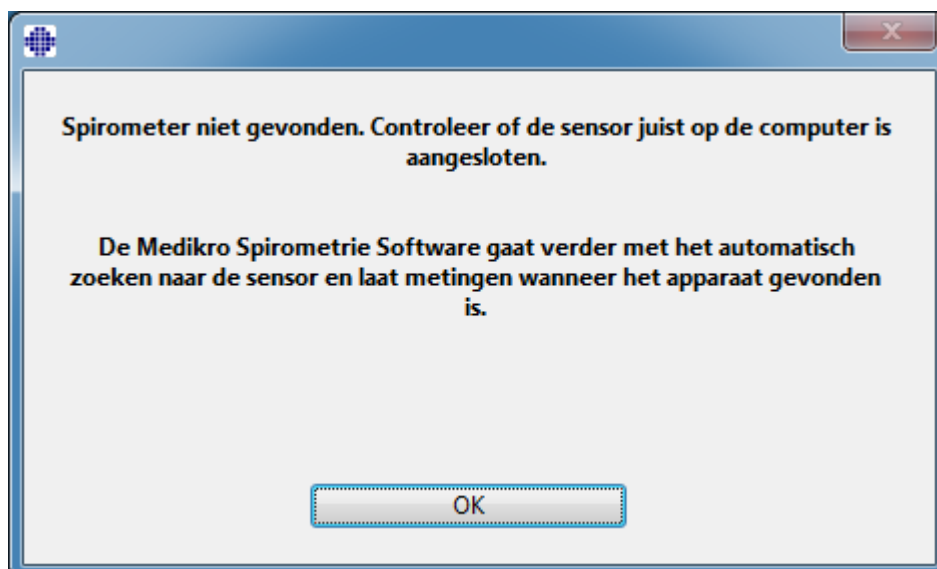 Spirometer niet gevonden. Controleer of de sensor juist op de computer is
aangesloten.
De Medikro Spirometrie Software gaat verder met het automatisch
zoeken naar de sensor en laat metingen wanneer het apparaat gevonden
is.
OK